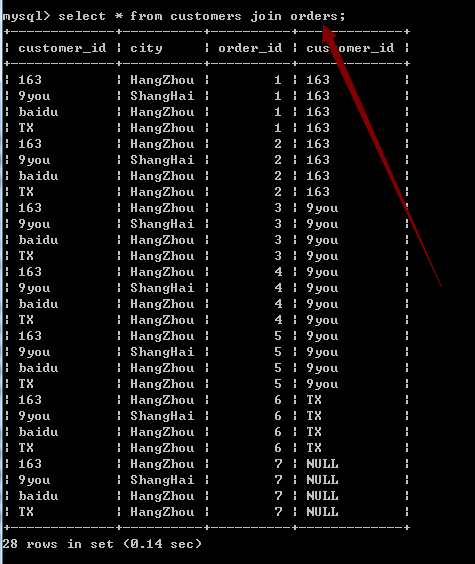 mysql> select * from customers join orders;
+-------------+----------+----------+-------------+
| customer_id | city     | order_id | customer_id |
+-------------+----------+----------+-------------+
| 163         | HangZhou |        1 | 163         |
| 9you        | ShangHai |        1 | 163         |
| baidu       | HangZhou |        1 | 163         |
| TX          | HangZhou |        1 | 163         |
| 163         | HangZhou |        2 | 163         |
| 9you        | ShangHai |        2 | 163         |
| baidu       | HangZhou |        2 | 163         |
| TX          | HangZhou |        2 | 163         |
| 163         | HangZhou |        3 | 9you        |
| 9you        | ShangHai |        3 | 9you        |
| baidu       | HangZhou |        3 | 9you        |
| TX          | HangZhou |        3 | 9you        |
| 163         | HangZhou |        4 | 9you        |
| 9you        | ShangHai |        4 | 9you        |
| baidu       | HangZhou |        4 | 9you        |
| TX          | HangZhou |        4 | 9you        |
| 163         | HangZhou |        5 | 9you        |
| 9you        | ShangHai |        5 | 9you        |
| baidu       | HangZhou |        5 | 9you        |
| TX          | HangZhou |        5 | 9you        |
| 163         | HangZhou |        6 | TX          |
| 9you        | ShangHai |        6 | TX          |
| baidu       | HangZhou |        6 | TX          |
| TX          | HangZhou |        6 | TX          |
| 163         | HangZhou |        7 | NULL        |
| 9you        | ShangHai |        7 | NULL        |
| baidu       | HangZhou |        7 | NULL        |
| TX          | HangZhou |        7 | NULL        |
+-------------+----------+----------+-------------+
28 rows in set (0.14 sec)